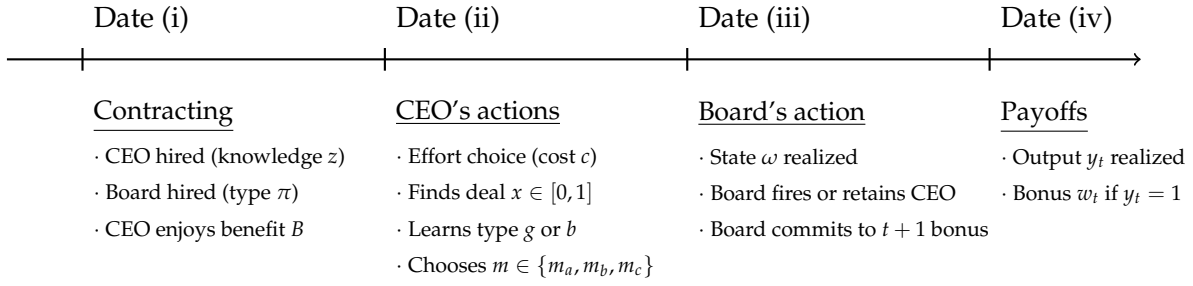 Date (i) Date (ii) Date (iii) Date (iv)
Contracting
· CEO hired (knowledge z)
· Board hired (type π)
· CEO enjoys benefit B
CEO's actions
· Effort choice (cost c)
· Finds deal x ∈ [0, 1]
· Learns type g or b
· Chooses m ∈ {m_a, m_b, m_c}
Board's action
· State ω realized
· Board fires or retains CEO
· Board commits to t + 1 bonus
Payoffs
· Output y_t realized
· Bonus w_t if y_t = 1